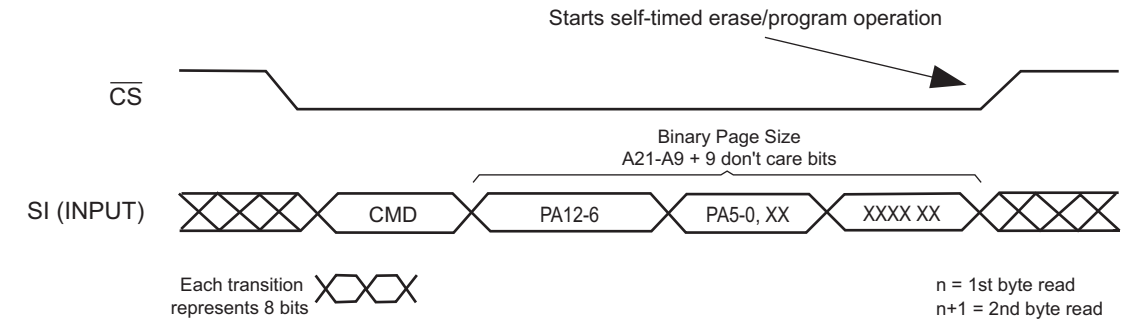 Starts self-timed erase/program operation
CS
Binary Page Size
A21-A9 + 9 don't care bits
SI (INPUT)
CMD
PA12-6
PA5-0, XX
XXXX XX
Each transition
represents 8 bits
n = 1st byte read
n+1 = 2nd byte read